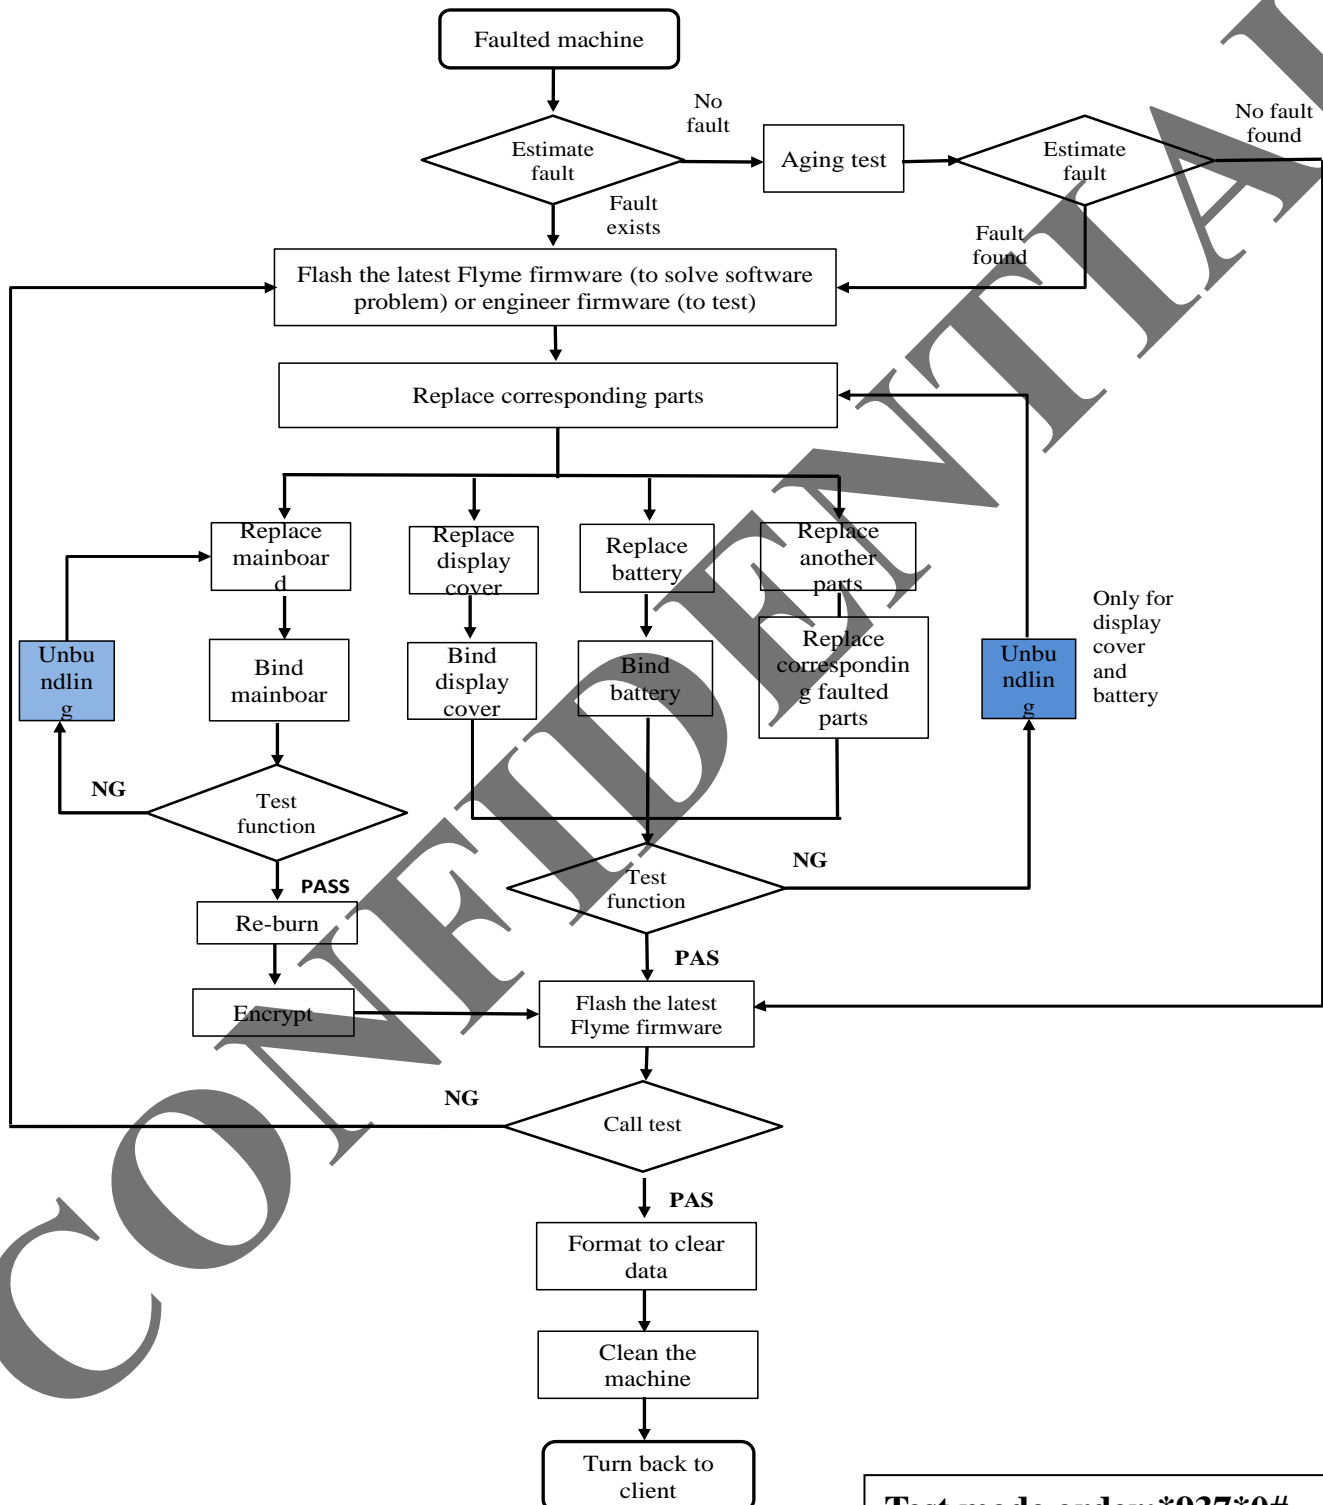 Faulted machine
No
fault
No fault
found
Estimate
fault
Aging test
Estimate
fault
Fault
exists
Fault
found
Flash the latest Flyme firmware (to solve software
problem) or engineer firmware (to test)
Replace corresponding parts
Replace
mainboar
d
Replace
display
cover
Replace
battery
Replace
another
parts
Only for
display
cover
and
battery
Unbu
ndlin
g
Bind
mainboar
Bind
display
cover
Bind
battery
Replace
correspondin
g faulted
parts
Unbu
ndlin
g
NG
Test
function
NG
Test
function
PASS
Re-burn
PAS
Encrypt
Flash the latest
Flyme firmware
NG
Call test
PAS
Format to clear
data
Clean the
machine
Turn back to
client
CONFIDENTIAL